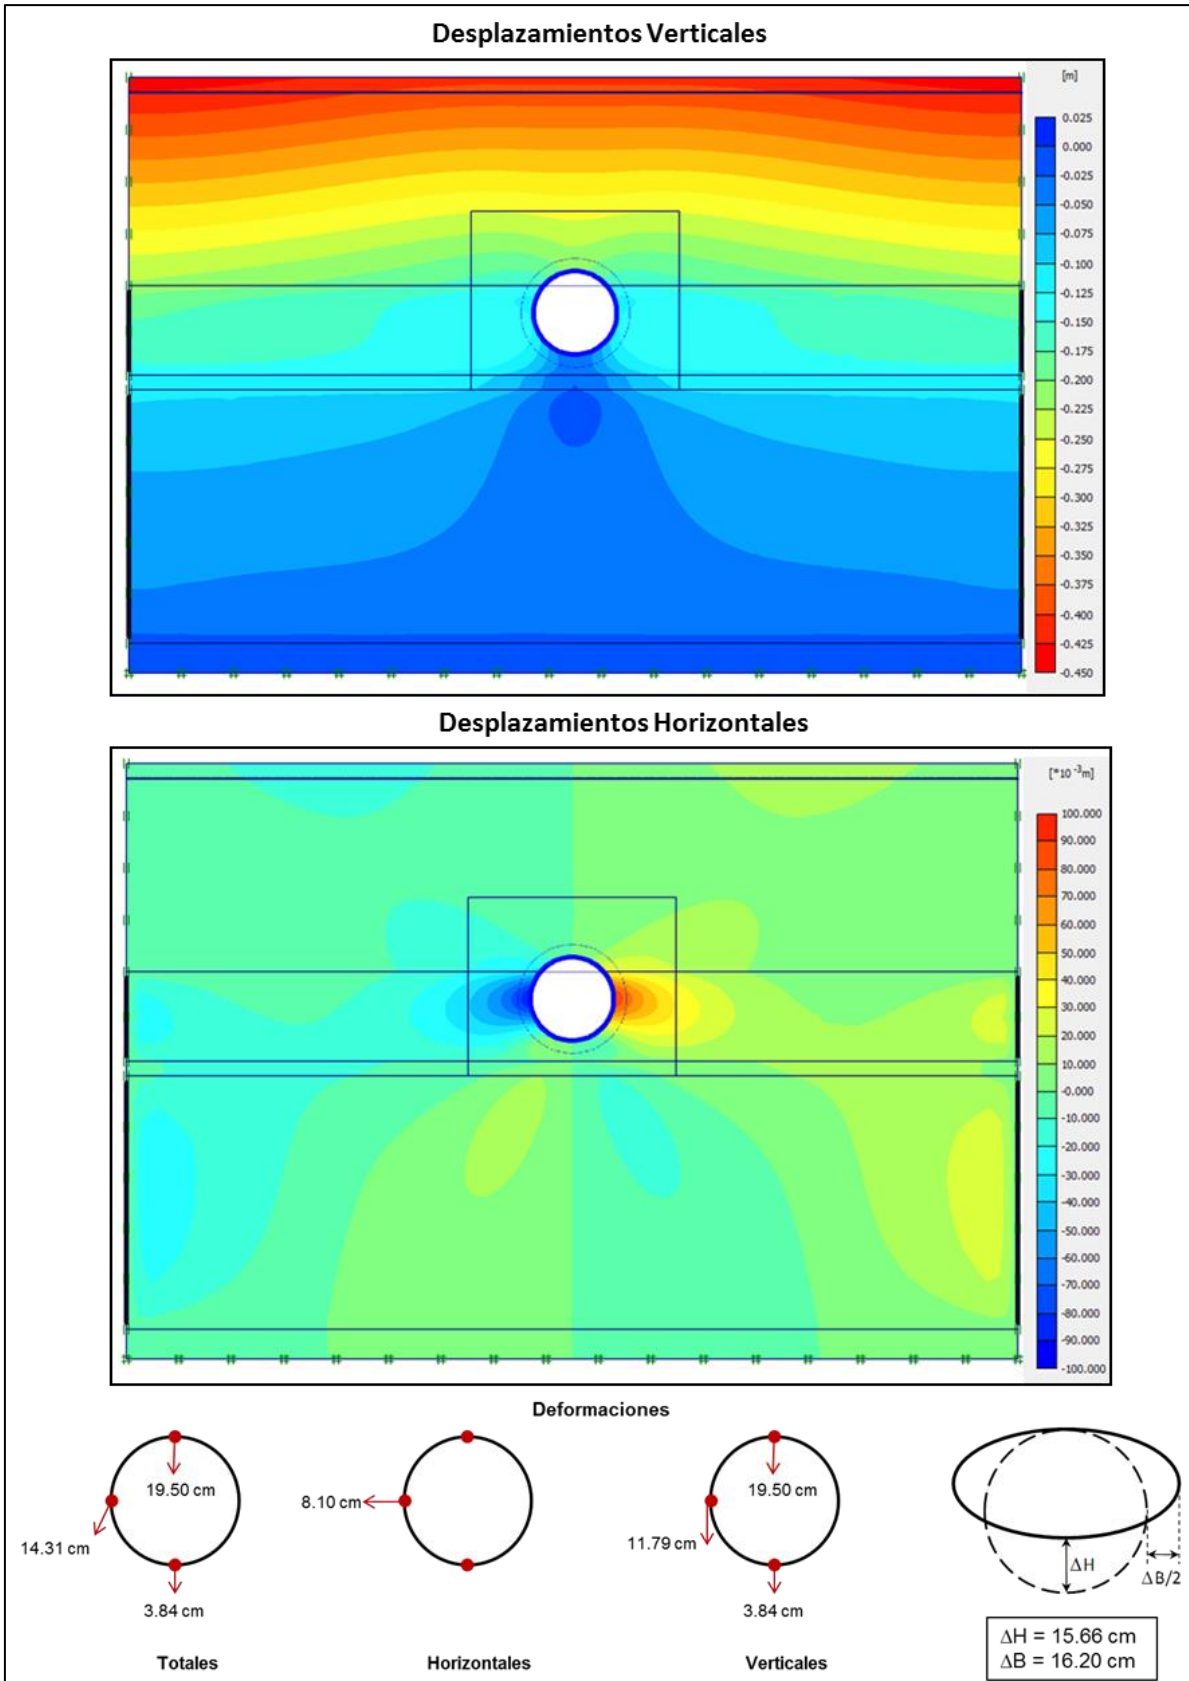 Desplazamientos Verticales
[m]
0.025
0.000
-0.025
-0.050
-0.075
-0.100
-0.125
-0.150
-0.175
-0.200
-0.225
-0.250
-0.275
-0.300
-0.325
-0.350
-0.375
-0.400
-0.425
-0.450
Desplazamientos Horizontales
[*10⁻³m]
100.000
90.000
80.000
70.000
60.000
50.000
40.000
30.000
20.000
10.000
-0.000
-10.000
-20.000
-30.000
-40.000
-50.000
-60.000
-70.000
-80.000
-90.000
-100.000
Deformaciones
19.50 cm
14.31 cm
3.84 cm
Totales
8.10 cm
Horizontales
19.50 cm
11.79 cm
3.84 cm
Verticales
ΔH
ΔB/2
ΔH = 15.66 cm
ΔB = 16.20 cm